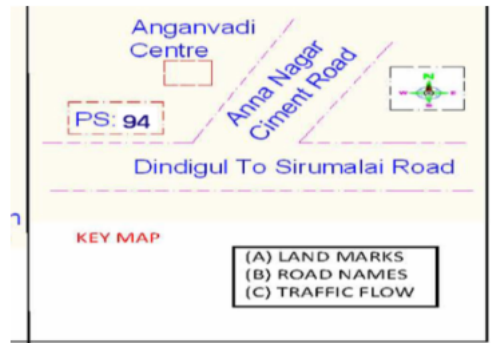 Anganvadi
Centre
Anna Nagar
Ciment Road
PS: 94
N
Dindigul To Sirumalai Road
KEY MAP
(A) LAND MARKS
(B) ROAD NAMES
(C) TRAFFIC FLOW